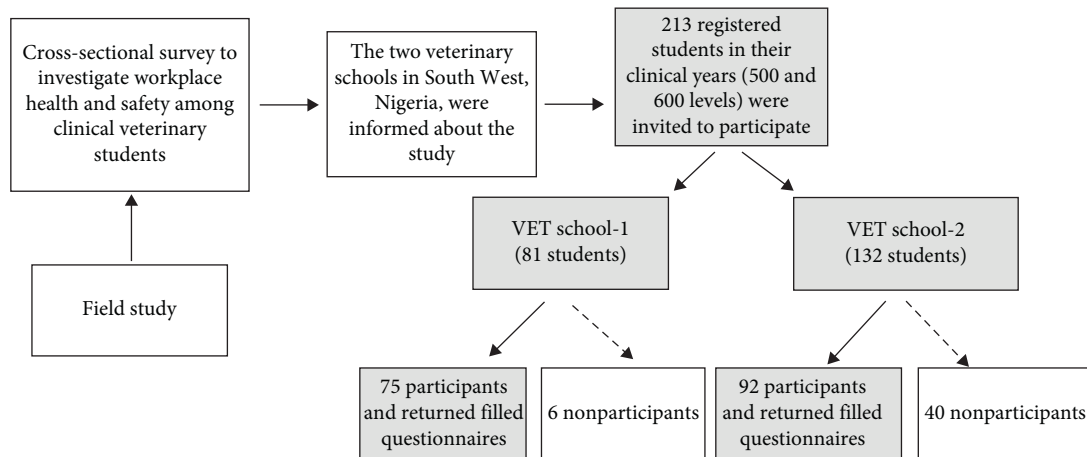 Cross-sectional survey to
investigate workplace
health and safety among
clinical veterinary
students
The two veterinary
schools in South West,
Nigeria, were
informed about the
study
213 registered
students in their
clinical years (500 and
600 levels) were
invited to participate
Field study
VET school-1
(81 students)
VET school-2
(132 students)
75 participants
and returned filled
questionnaires
6 nonparticipants
92 participants
and returned filled
questionnaires
40 nonparticipants